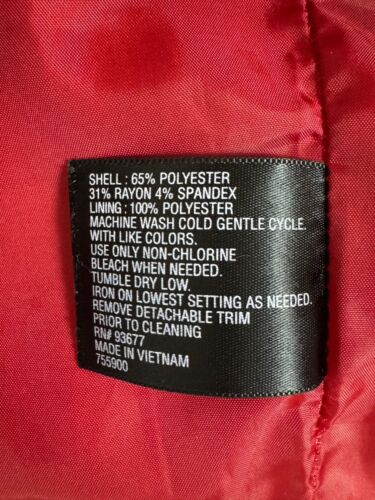 SHELL : 65% POLYESTER
31% RAYON 4% SPANDEX
LINING : 100% POLYESTER
MACHINE WASH COLD GENTLE CYCLE.
WITH LIKE COLORS.
USE ONLY NON-CHLORINE
BLEACH WHEN NEEDED.
TUMBLE DRY LOW.
IRON ON LOWEST SETTING AS NEEDED.
REMOVE DETACHABLE TRIM
PRIOR TO CLEANING
RN# 93677
MADE IN VIETNAM
755900